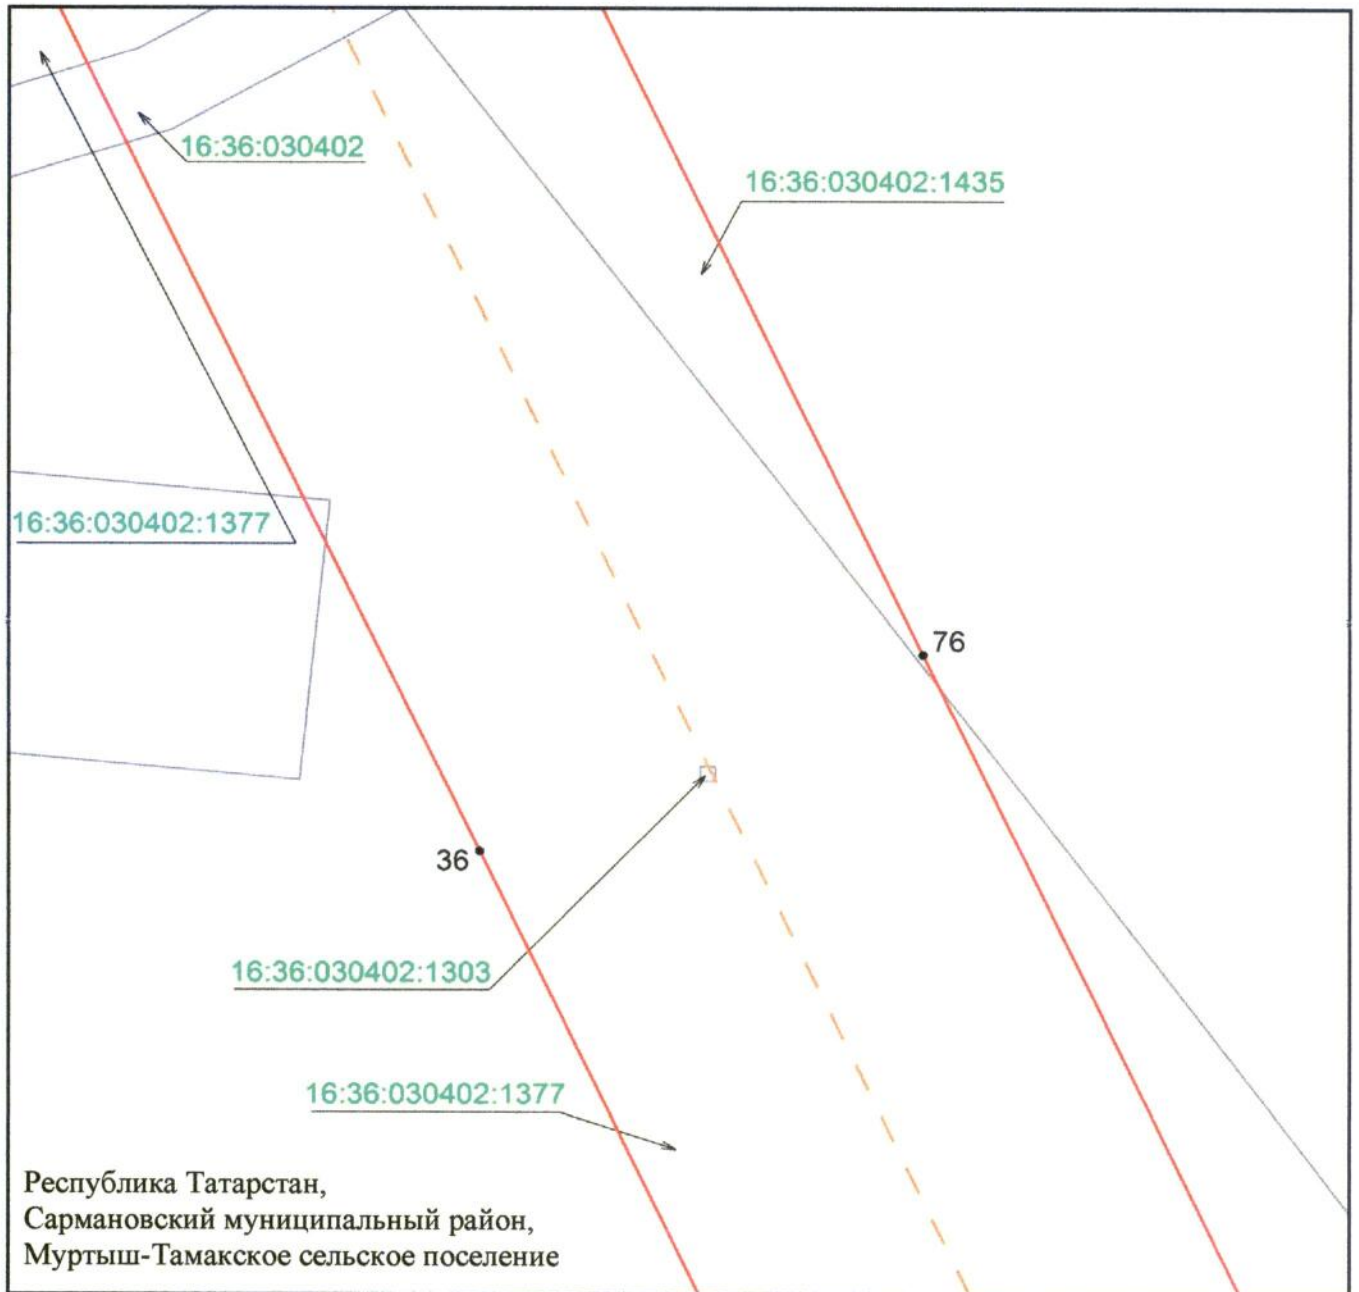 16:36:030402
16:36:030402:1435
16:36:030402:1377
76
36
16:36:030402:1303
16:36:030402:1377
Республика Татарстан,
Сармановский муниципальный район,
Муртыш-Тамакское сельское поселение